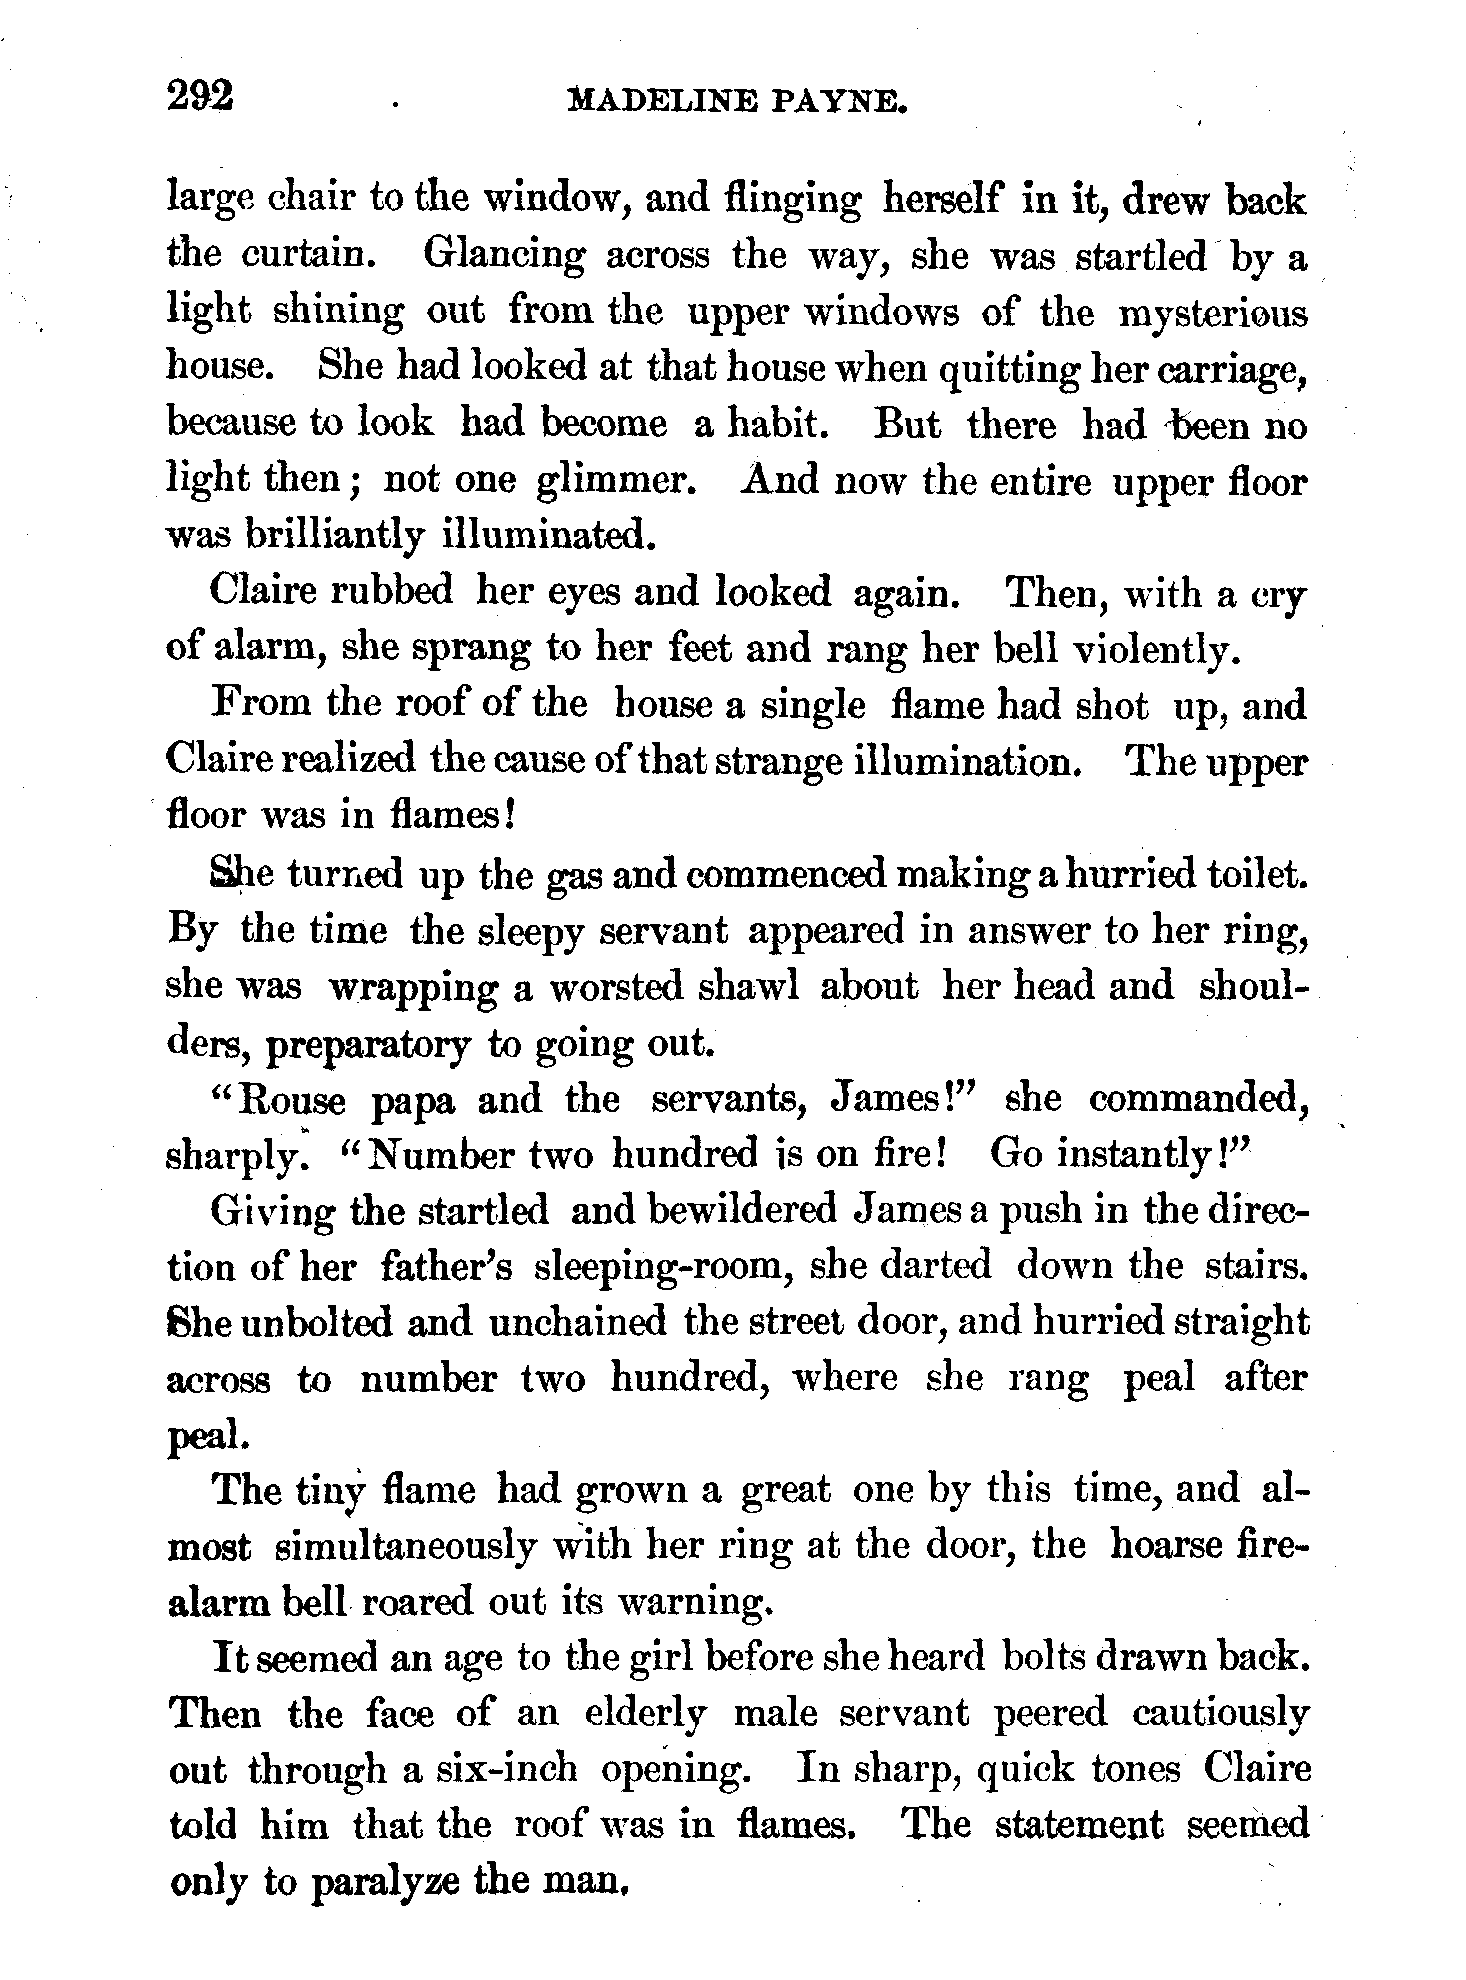 292 MADELINE PAYNE.
large chair to the window, and flinging herself in it, drew back
the curtain. Glancing across the way, she was startled by a
light shining out from the upper windows of the mysterious
house. She had looked at that house when quitting her carriage,
because to look had become a habit. But there had been no
light then; not one glimmer. And now the entire upper floor
was brilliantly illuminated.
Claire rubbed her eyes and looked again. Then, with a cry
of alarm, she sprang to her feet and rang her bell violently.
From the roof of the house a single flame had shot up, and
Claire realized the cause of that strange illumination. The upper
floor was in flames!
She turned up the gas and commenced making a hurried toilet.
By the time the sleepy servant appeared in answer to her ring,
she was wrapping a worsted shawl about her head and shoul-
ders, preparatory to going out.
"Rouse papa and the servants, James!" she commanded,
sharply. "Number two hundred is on fire! Go instantly!"
Giving the startled and bewildered James a push in the direc-
tion of her father's sleeping-room, she darted down the stairs.
She unbolted and unchained the street door, and hurried straight
across to number two hundred, where she rang peal after
peal.
The tiny flame had grown a great one by this time, and al-
most simultaneously with her ring at the door, the hoarse fire-
alarm bell roared out its warning.
It seemed an age to the girl before she heard bolts drawn back.
Then the face of an elderly male servant peered cautiously
out through a six-inch opening. In sharp, quick tones Claire
told him that the roof was in flames. The statement seemed
only to paralyze the man.